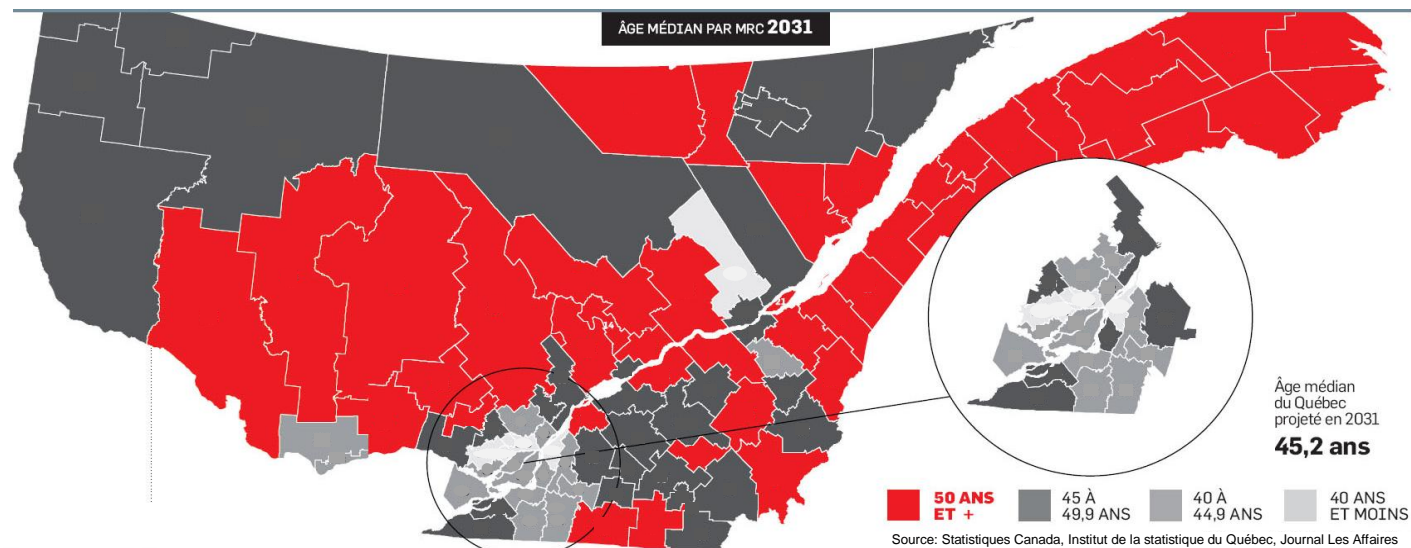 ÂGE MÉDIAN PAR MRC 2031
14
21
Âge médian
du Québec
projeté en 2031
45,2 ans
50 ANS
ET +
45 À
49,9 ANS
40 À
44,9 ANS
40 ANS
ET MOINS
Source: Statistiques Canada, Institut de la statistique du Québec, Journal Les Affaires